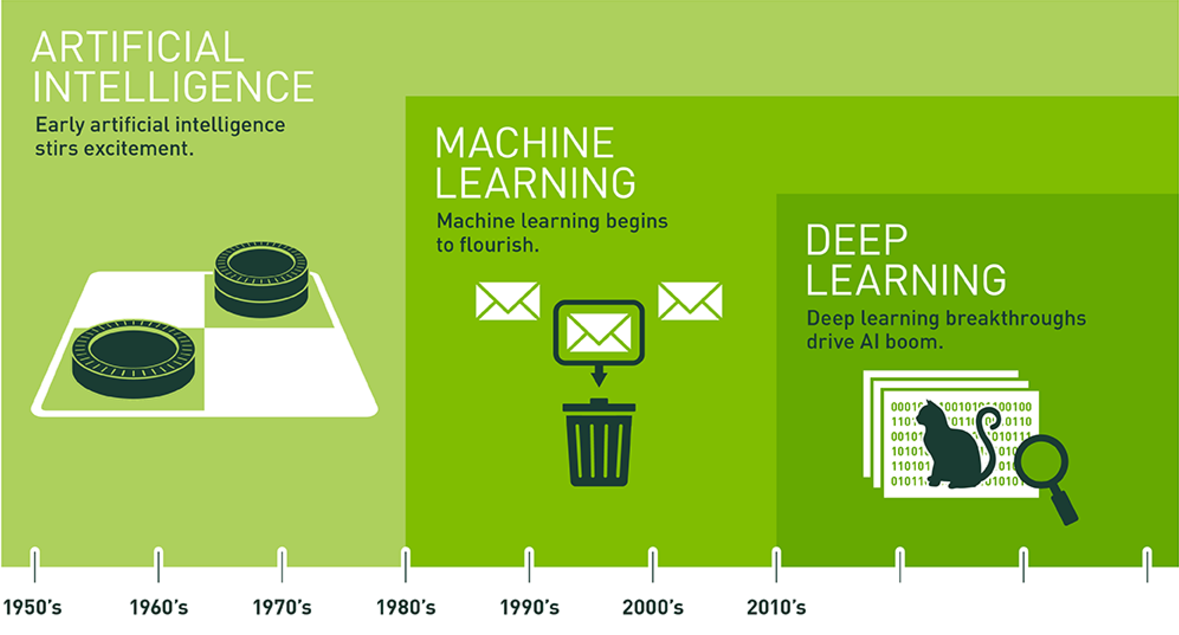 ARTIFICIAL
INTELLIGENCE
Early artificial intelligence
stirs excitement.
MACHINE
LEARNING
Machine learning begins
to flourish.
DEEP
LEARNING
Deep learning breakthroughs
drive AI boom.
1950's
1960's
1970's
1980's
1990's
2000's
2010's